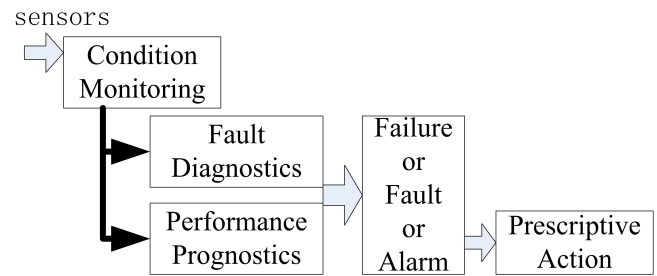 sensors
Condition
Monitoring
Fault
Diagnostics
Performance
Prognostics
Failure
or
Fault
or
Alarm
Prescriptive
Action